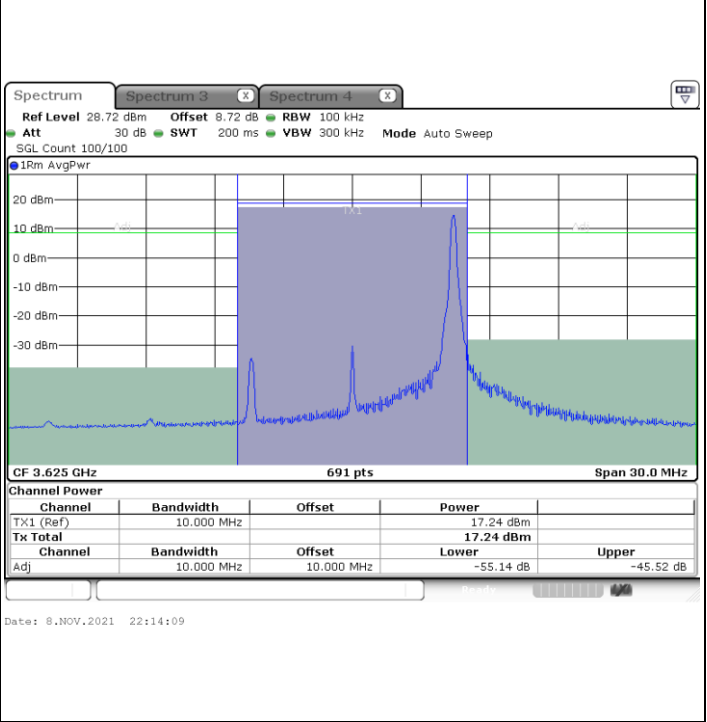 Spectrum Spectrum 3 X Spectrum 4 X
Ref Level 28.72 dBm Offset 8.72 dB RBW 100 kHz
Att 30 dB SWT 200 ms VBW 300 kHz Mode Auto Sweep
SGL Count 100/100
1Rm AvgPwr
20 dBm
TX1
10 dBm Adj Adj
0 dBm
-10 dBm
-20 dBm
-30 dBm
CF 3.625 GHz 691 pts Span 30.0 MHz
Channel Power
Channel Bandwidth Offset Power
TX1 (Ref) 10.000 MHz 17.24 dBm
Tx Total 17.24 dBm
Channel Bandwidth Offset Lower Upper
Adj 10.000 MHz 10.000 MHz -55.14 dB -45.52 dB
Ready
Date: 8.NOV.2021 22:14:09